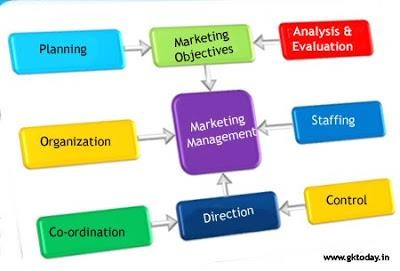 Planning
Marketing
Objectives
Analysis &
Evaluation
Organization
Marketing
Management
Staffing
Co-ordination
Direction
Control
www.gktoday.in